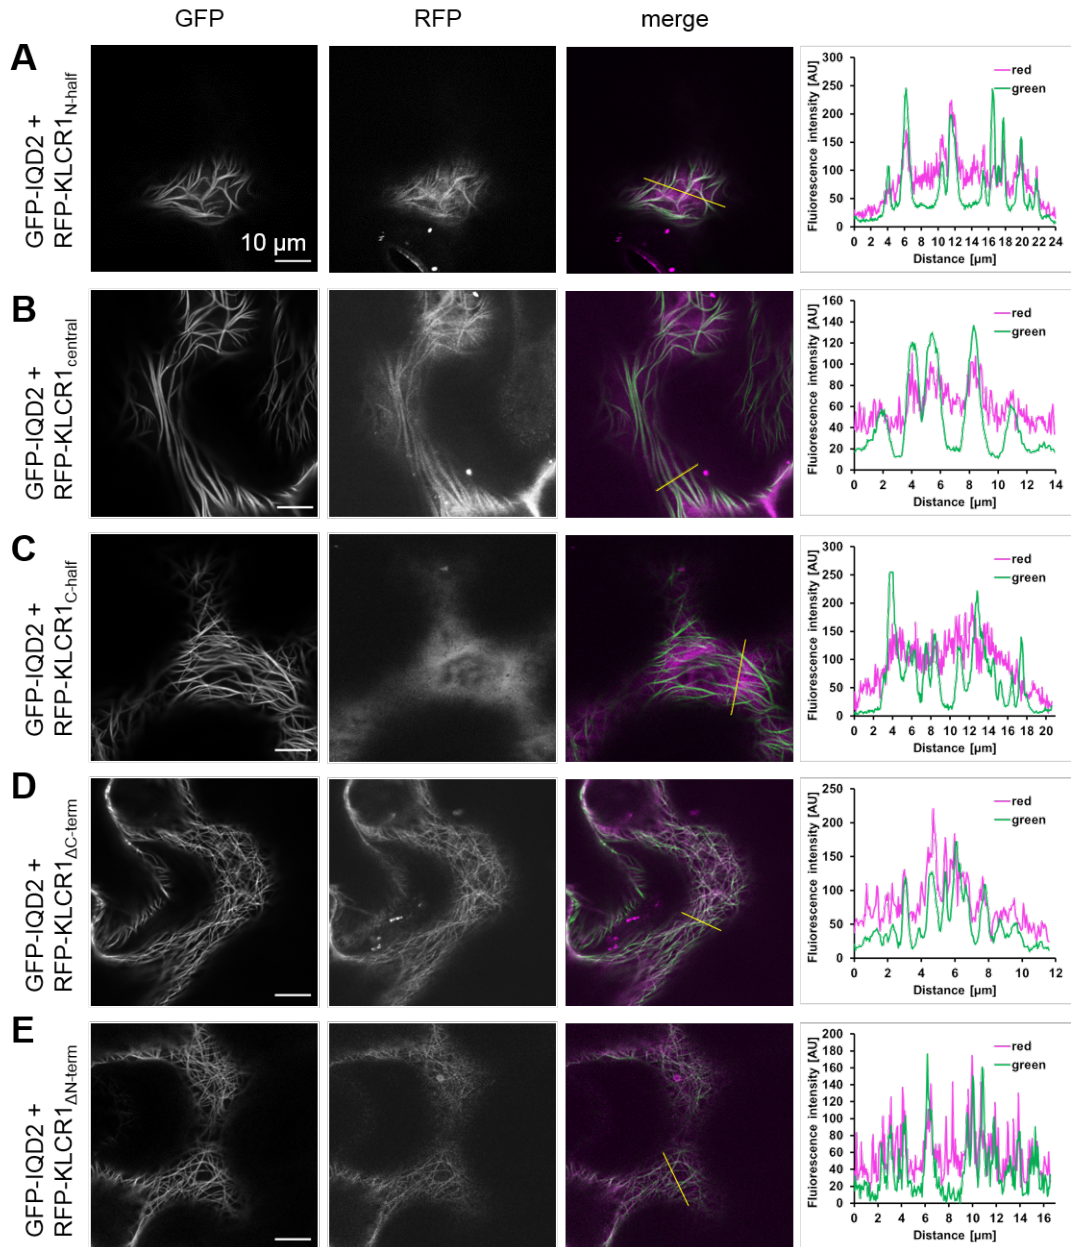 GFP RFP merge
A
GFP-IQD2 +
RFP-KLCR1N-half
10 µm
Fluiorescence intensity [AU]
300
250
200
150
100
50
0
0 2 4 6 8 10 12 14 16 18 20 22 24
Distance [µm]
red
green
B
GFP-IQD2 +
RFP-KLCR1central
Fluiorescence intensity [AU]
160
140
120
100
80
60
40
20
0
0 2 4 6 8 10 12 14
Distance [µm]
red
green
C
GFP-IQD2 +
RFP-KLCR1C-half
Fluiorescence intensity [AU]
300
250
200
150
100
50
0
0 2 4 6 8 10 12 14 16 18 20
Distance [µm]
red
green
D
GFP-IQD2 +
RFP-KLCR1ΔC-term
Fluiorescence intensity [AU]
250
200
150
100
50
0
0 2 4 6 8 10 12
Distance [µm]
red
green
E
GFP-IQD2 +
RFP-KLCR1ΔN-term
Fluiorescence intensity [AU]
200
180
160
140
120
100
80
60
40
20
0
0 2 4 6 8 10 12 14 16
Distance [µm]
red
green